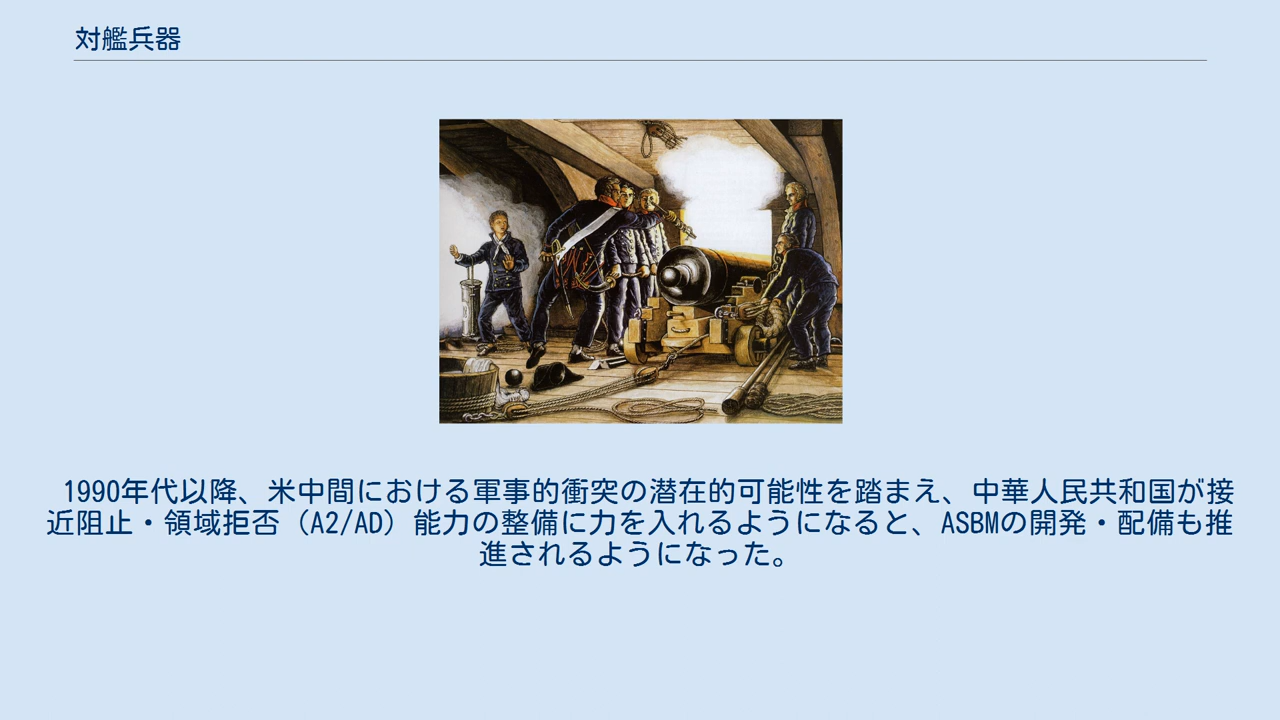 対艦兵器
1990年代以降、米中間における軍事的衝突の潜在的可能性を踏まえ、中華人民共和国が接
近阻止・領域拒否（A2/AD）能力の整備に力を入れるようになると、ASBMの開発・配備も推
進されるようになった。